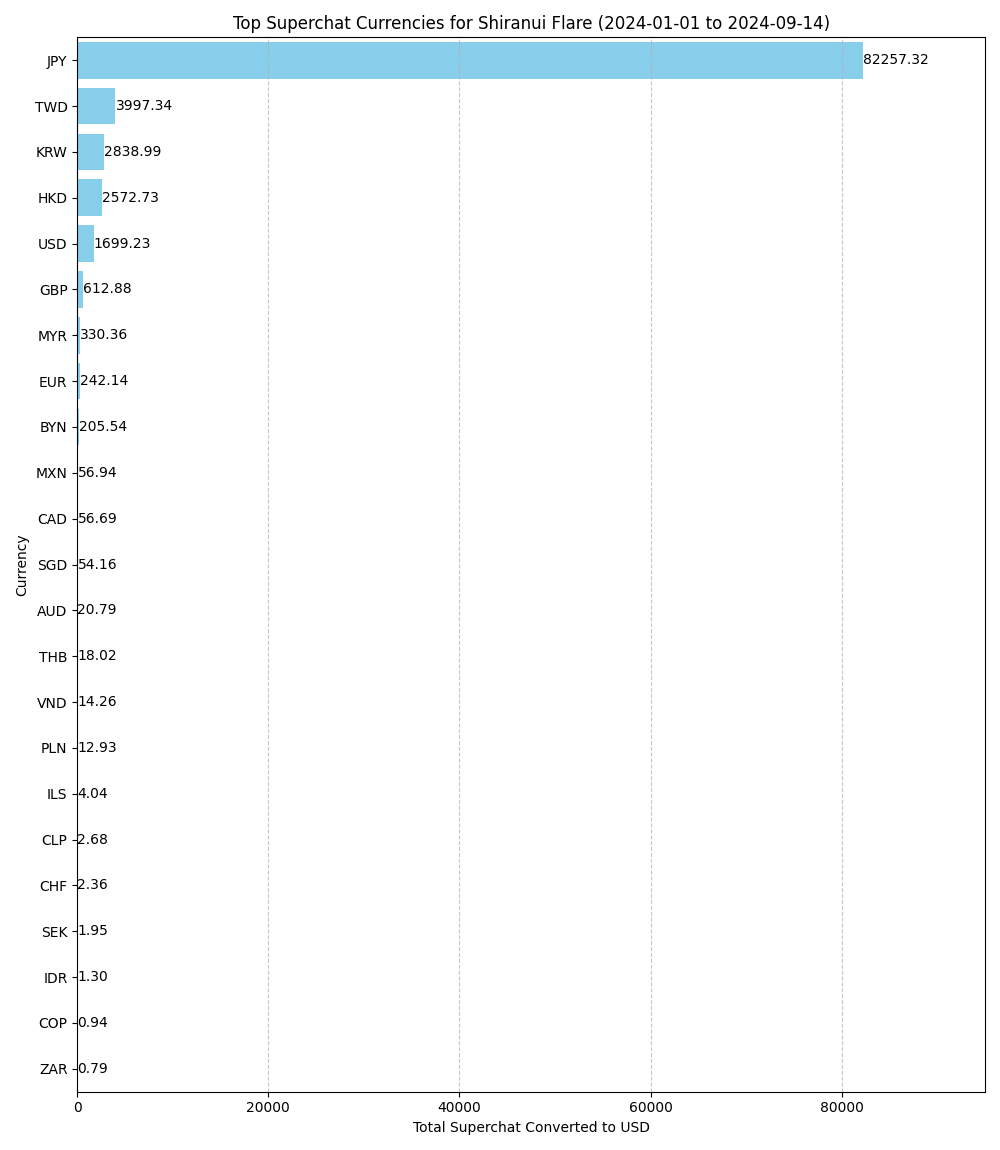 Top Superchat Currencies for Shiranui Flare (2024-01-01 to 2024-09-14)
JPY 82257.32
TWD 3997.34
KRW 2838.99
HKD 2572.73
USD 1699.23
GBP 612.88
MYR 330.36
EUR 242.14
BYN 205.54
MXN 56.94
CAD 56.69
SGD 54.16
AUD 20.79
THB 18.02
VND 14.26
PLN 12.93
ILS 4.04
CLP 2.68
CHF 2.36
SEK 1.95
IDR 1.30
COP 0.94
ZAR 0.79
Currency
0 20000 40000 60000 80000
Total Superchat Converted to USD